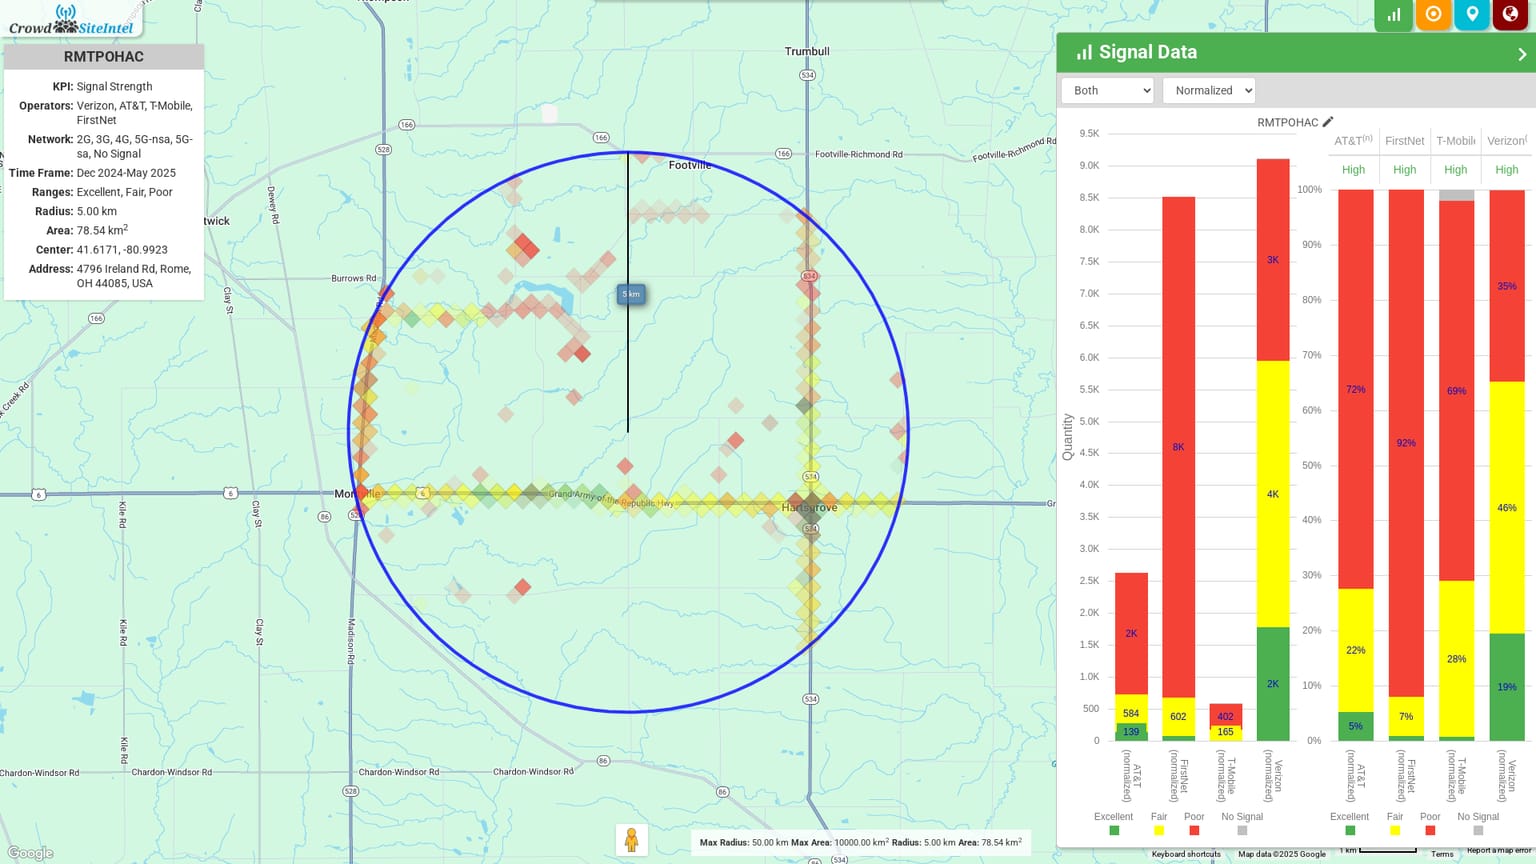 CrowdSiteIntel
RMTPOHAC
KPI: Signal Strength
Operators: Verizon, AT&T, T-Mobile,
FirstNet
Network: 2G, 3G, 4G, 5G-nsa, 5G-
sa, No Signal
Time Frame: Dec 2024-May 2025
Ranges: Excellent, Fair, Poor
Radius: 5.00 km
Area: 78.54 km²
Center: 41.6171, -80.9923
Address: 4796 Ireland Rd, Rome,
OH 44085, USA
Trumbull
534
166
166
528
166
Footville-Richmond Rd
Footville-Richmond Rd
Footville
Dewey Rd
twick
Burrows Rd
534
5 km
Clay St
166
Creek Rd
534
6
6
Mo
6
Grand Army of the Republic Hwy
Hartsgrove
Gr
86
52
534
Kile Rd
Clay St
Kile Rd
Clay St
Madison Rd
534
Kile Rd
86
Chardon-Windsor Rd
Chardon-Windsor Rd
Chardon-Windsor Rd
Chardon-Windsor Rd
528
86
86
534
Google
Max Radius: 50.00 km Max Area: 10000.00 km² Radius: 5.00 km Area: 78.54 km²
Signal Data
Both
Normalized
RMTPOHAC
AT&T(n)
FirstNet
T-Mobile
Verizon(
High
High
High
High
Quantity
9.5K
9.0K
8.5K
8.0K
7.5K
7.0K
6.5K
6.0K
5.5K
5.0K
4.5K
4.0K
3.5K
3.0K
2.5K
2.0K
1.5K
1.0K
500
0
2K
584
139
8K
602
402
165
3K
4K
2K
AT&T
(normalized)
FirstNet
(normalized)
T-Mobile
(normalized)
Verizon
(normalized)
Excellent
Fair
Poor
No Signal
100%
90%
80%
70%
60%
50%
40%
30%
20%
10%
0%
72%
22%
5%
92%
7%
69%
28%
35%
46%
19%
AT&T
(normalized)
FirstNet
(normalized)
T-Mobile
(normalized)
Verizon
(normalized)
Excellent
Fair
Poor
No Signal
Keyboard shortcuts
Map data ©2025 Google
1 km
Terms
Report a map error